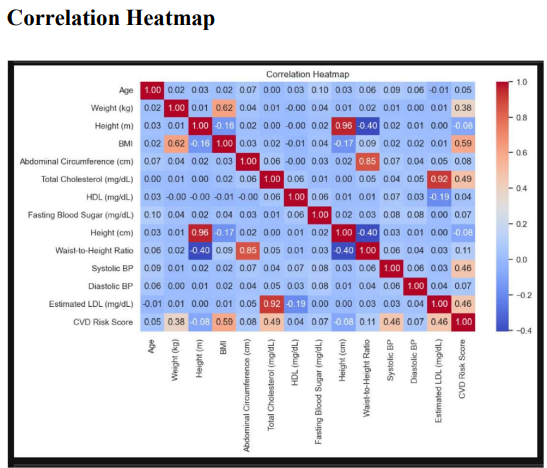 Correlation Heatmap
Correlation Heatmap
Age 1.00 0.02 0.03 0.02 0.07 0.00 0.03 0.10 0.03 0.06 0.09 0.06 -0.01 0.05
Weight (kg) 0.02 1.00 0.01 0.62 0.04 0.01 -0.00 0.04 0.01 0.02 0.01 0.00 0.01 0.38
Height (m) 0.03 0.01 1.00 -0.16 0.02 0.00 -0.00 0.02 0.96 -0.40 0.02 0.01 0.00 -0.08
BMI 0.02 0.62 -0.16 1.00 0.03 0.02 -0.01 0.04 -0.17 0.09 0.02 0.02 0.01 0.59
Abdominal Circumference (cm) 0.07 0.04 0.02 0.03 1.00 0.06 -0.00 0.03 0.02 0.85 0.07 0.04 0.05 0.08
Total Cholesterol (mg/dL) 0.00 0.01 0.00 0.02 0.06 1.00 0.06 0.01 0.00 0.05 0.04 0.05 0.92 0.49
HDL (mg/dL) 0.03 -0.00 -0.00 -0.01 -0.00 0.06 1.00 0.06 0.01 0.01 0.07 0.03 -0.19 0.04
Fasting Blood Sugar (mg/dL) 0.10 0.04 0.02 0.04 0.03 0.01 0.06 1.00 0.02 0.03 0.08 0.08 0.00 0.07
Height (cm) 0.03 0.01 0.96 -0.17 0.02 0.00 0.01 0.02 1.00 -0.40 0.03 0.00 0.00 -0.08
Waist-to-Height Ratio 0.06 0.02 -0.40 0.09 0.85 0.05 0.01 0.03 -0.40 1.00 0.06 0.04 0.03 0.11
Systolic BP 0.09 0.01 0.02 0.02 0.07 0.04 0.07 0.08 0.03 0.06 1.00 0.06 0.03 0.46
Diastolic BP 0.06 0.00 0.01 0.02 0.04 0.05 0.03 0.08 0.00 0.04 0.06 1.00 0.04 0.07
Estimated LDL (mg/dL) -0.01 0.01 0.00 0.01 0.05 0.92 -0.19 0.00 0.00 0.03 0.03 0.04 1.00 0.46
CVD Risk Score 0.05 0.38 -0.08 0.59 0.08 0.49 0.04 0.07 -0.08 0.11 0.46 0.07 0.46 1.00
Age
Weight (kg)
Height (m)
BMI
Abdominal Circumference (cm)
Total Cholesterol (mg/dL)
HDL (mg/dL)
Fasting Blood Sugar (mg/dL)
Height (cm)
Waist-to-Height Ratio
Systolic BP
Diastolic BP
Estimated LDL (mg/dL)
CVD Risk Score
1.0
0.8
0.6
0.4
0.2
0.0
-0.2
-0.4